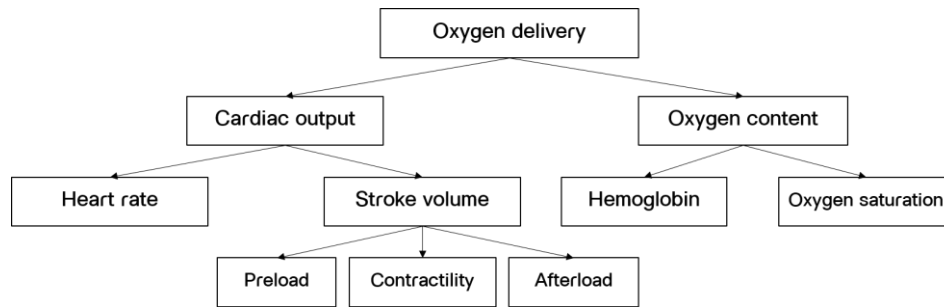 Oxygen delivery
Cardiac output
Oxygen content
Heart rate
Stroke volume
Hemoglobin
Oxygen saturation
Preload
Contractility
Afterload